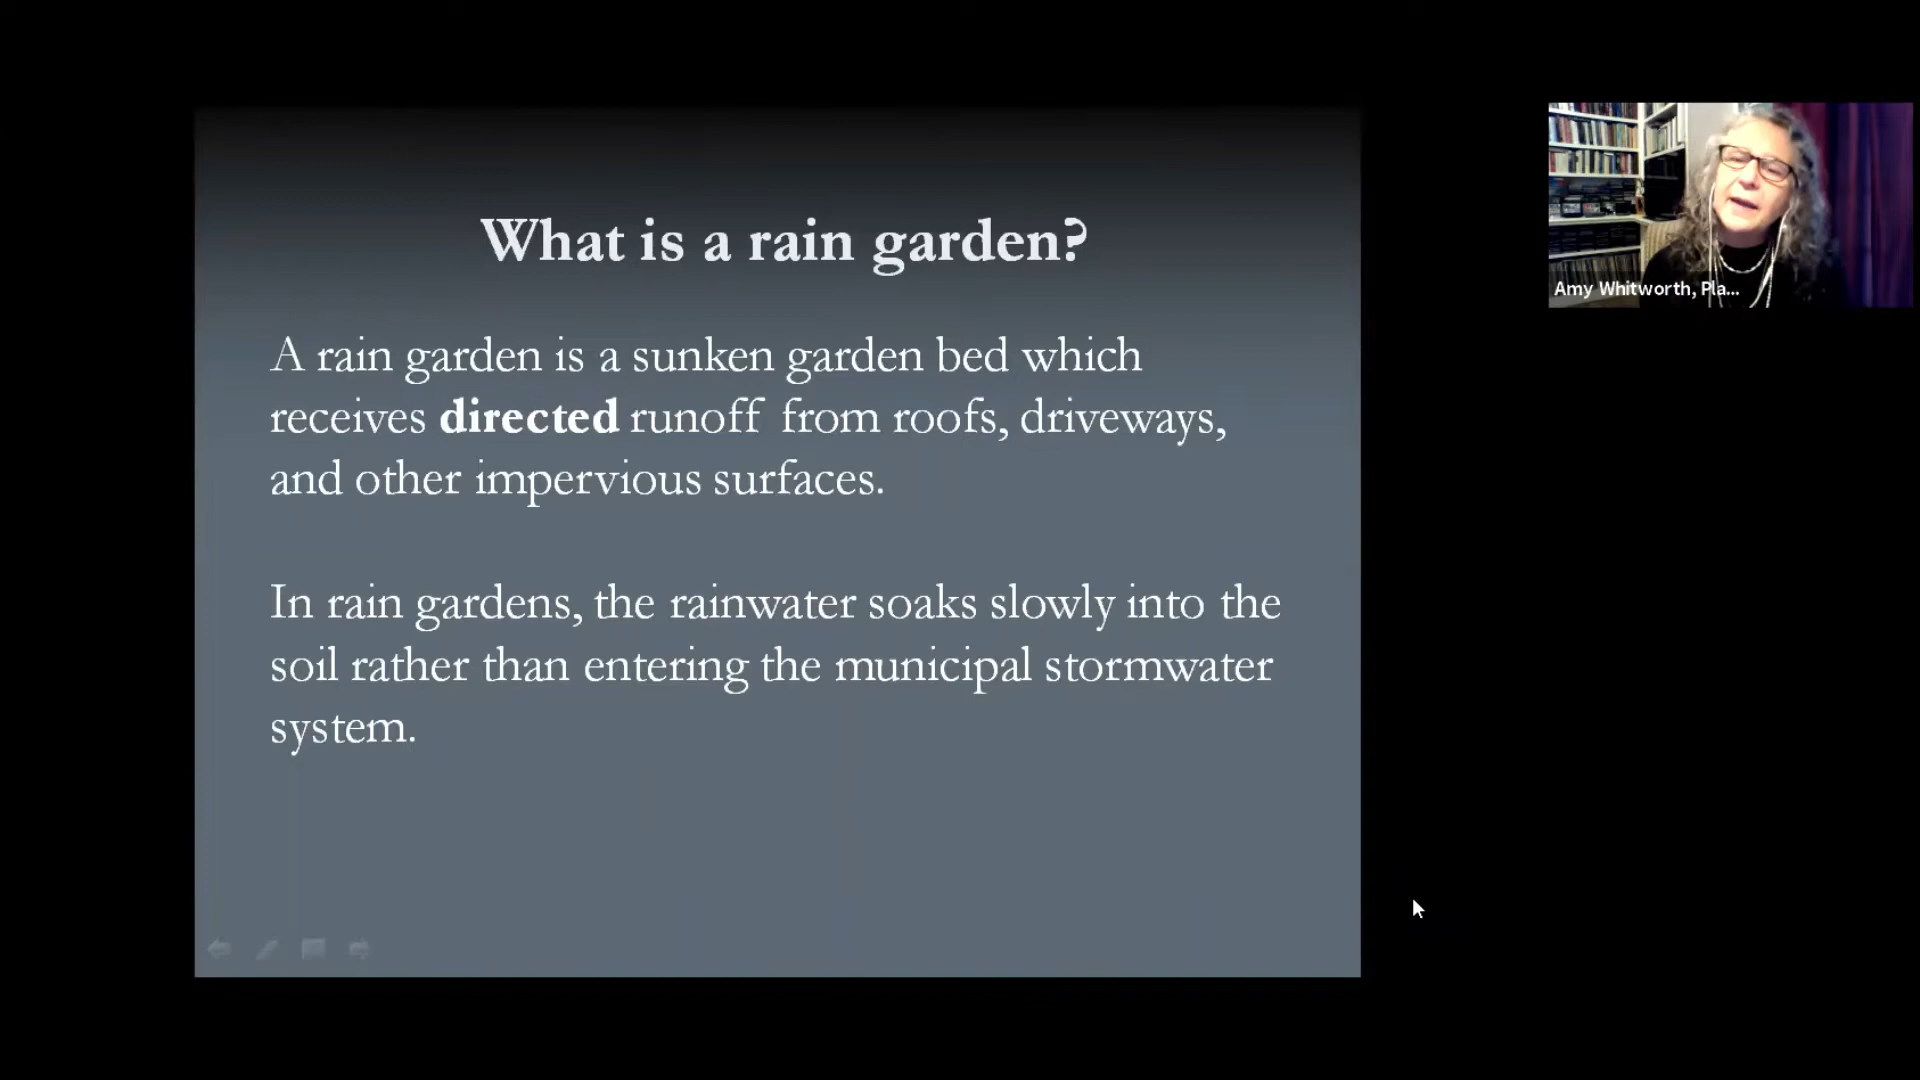 What is a rain garden?
A rain garden is a sunken garden bed which
receives directed runoff from roofs, driveways,
and other impervious surfaces.
In rain gardens, the rainwater soaks slowly into the
soil rather than entering the municipal stormwater
system.
Amy Whitworth, Pla...